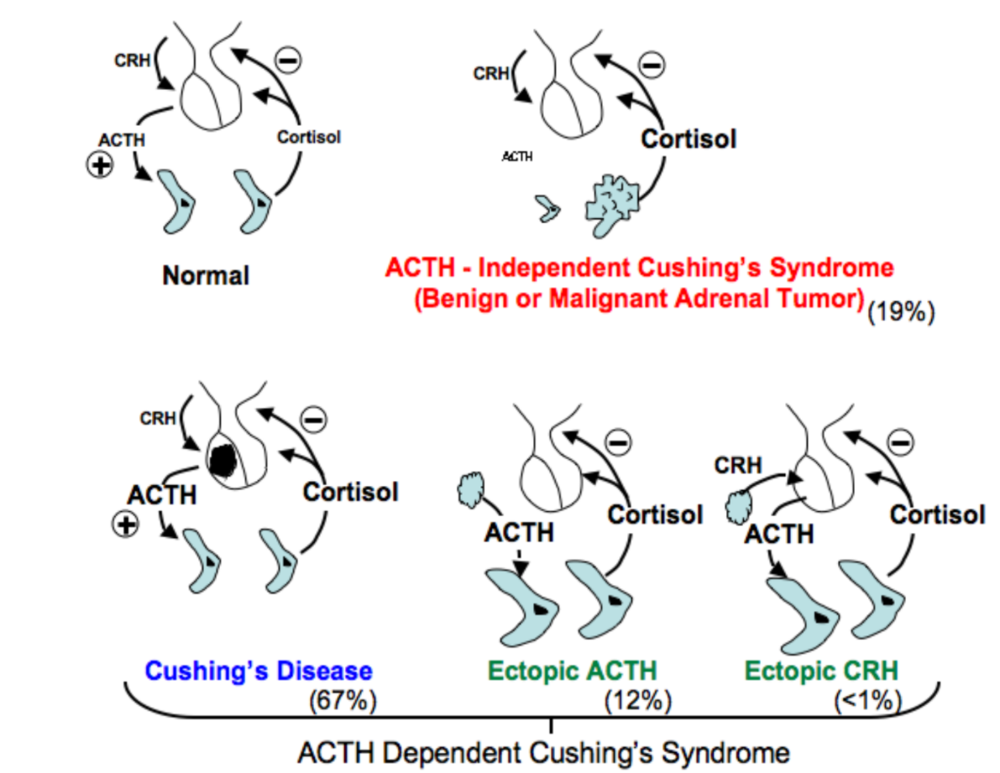 CRH
−
ACTH
Cortisol
+
Normal
CRH
−
Cortisol
ACTH
ACTH - Independent Cushing's Syndrome
(Benign or Malignant Adrenal Tumor) (19%)
CRH
−
ACTH
Cortisol
+
Cushing's Disease
(67%)
−
Cortisol
ACTH
Ectopic ACTH
(12%)
CRH
−
Cortisol
ACTH
Ectopic CRH
(<1%)
ACTH Dependent Cushing's Syndrome